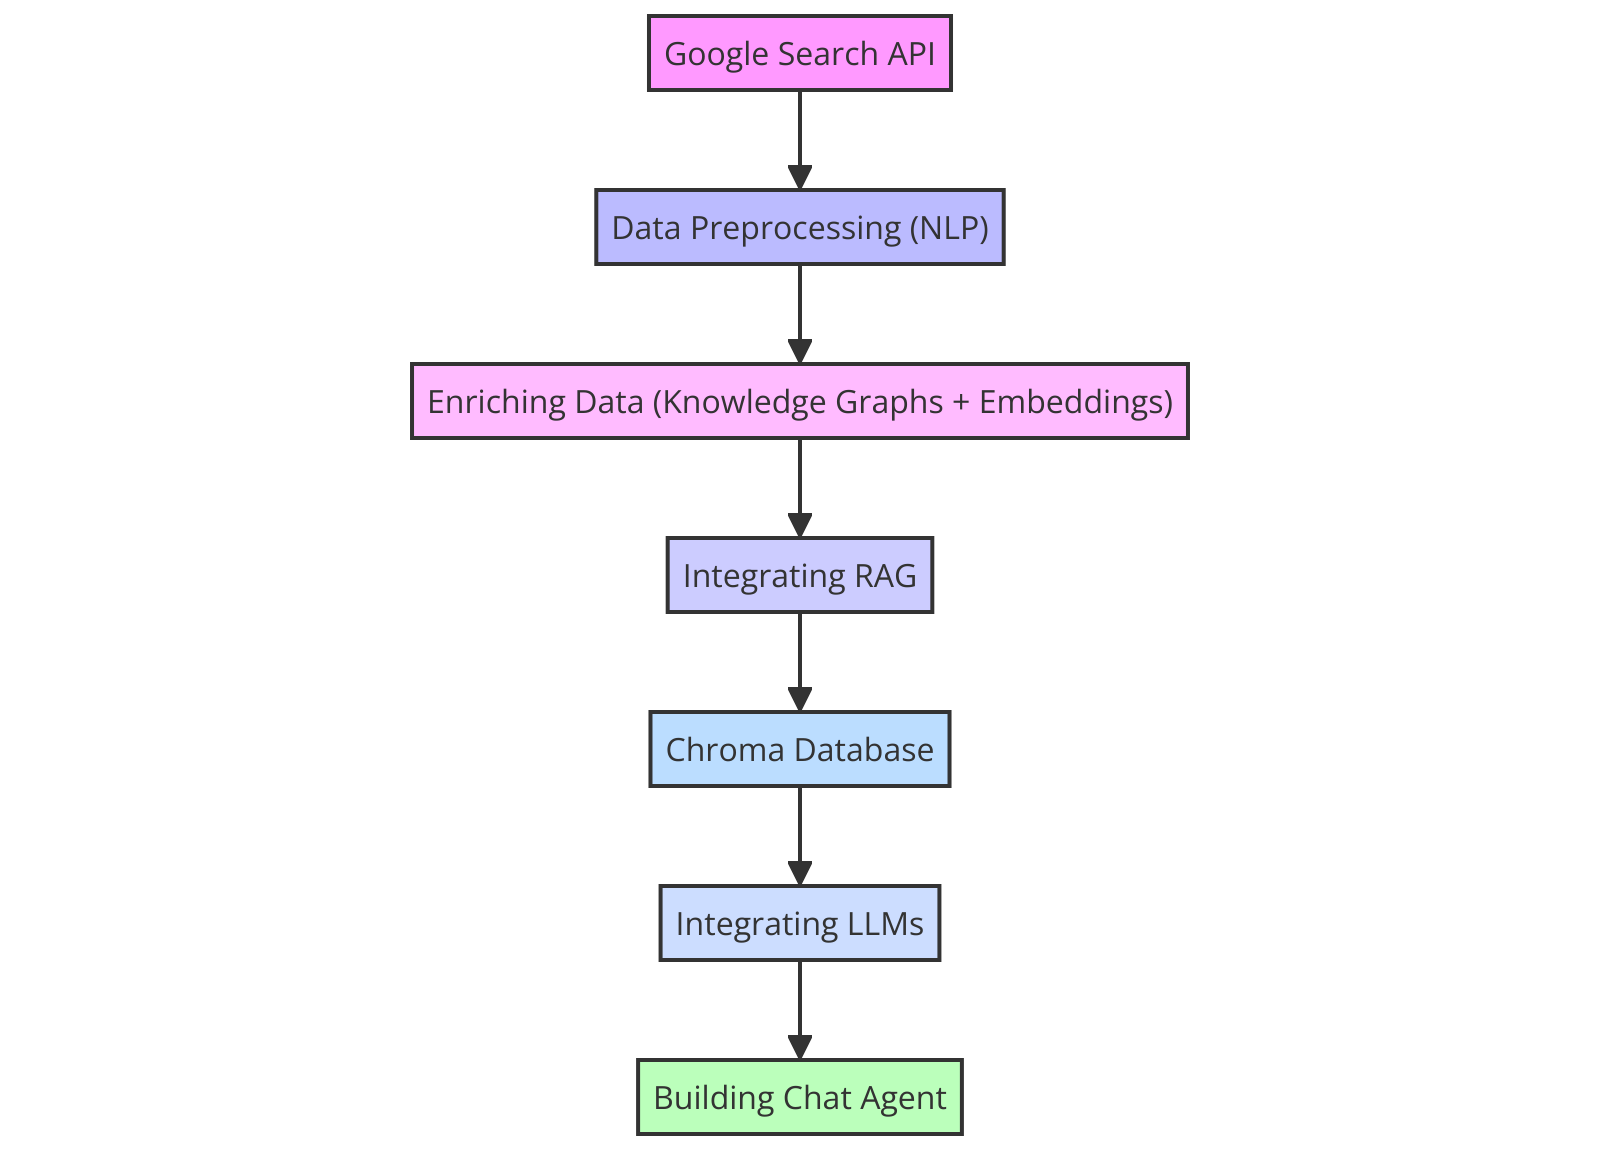 Google Search API
Data Preprocessing (NLP)
Enriching Data (Knowledge Graphs + Embeddings)
Integrating RAG
Chroma Database
Integrating LLMs
Building Chat Agent